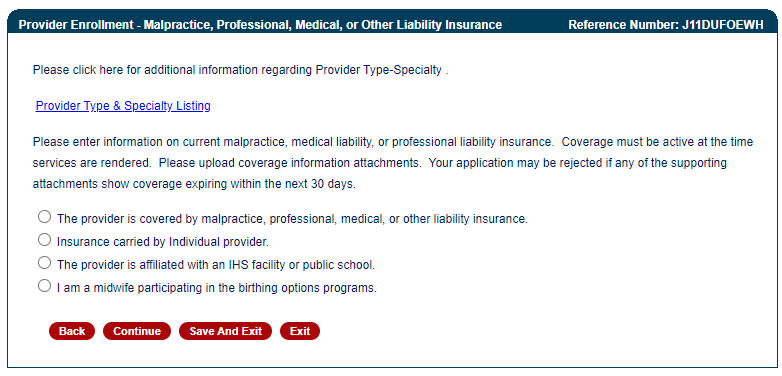 Provider Enrollment - Malpractice, Professional, Medical, or Other Liability Insurance Reference Number: J11DUFOEWH
Please click here for additional information regarding Provider Type-Specialty .
Provider Type & Specialty Listing
Please enter information on current malpractice, medical liability, or professional liability insurance.  Coverage must be active at the time
services are rendered.  Please upload coverage information attachments.  Your application may be rejected if any of the supporting
attachments show coverage expiring within the next 30 days.
The provider is covered by malpractice, professional, medical, or other liability insurance.
Insurance carried by Individual provider.
The provider is affiliated with an IHS facility or public school.
I am a midwife participating in the birthing options programs.
Back Continue Save And Exit Exit